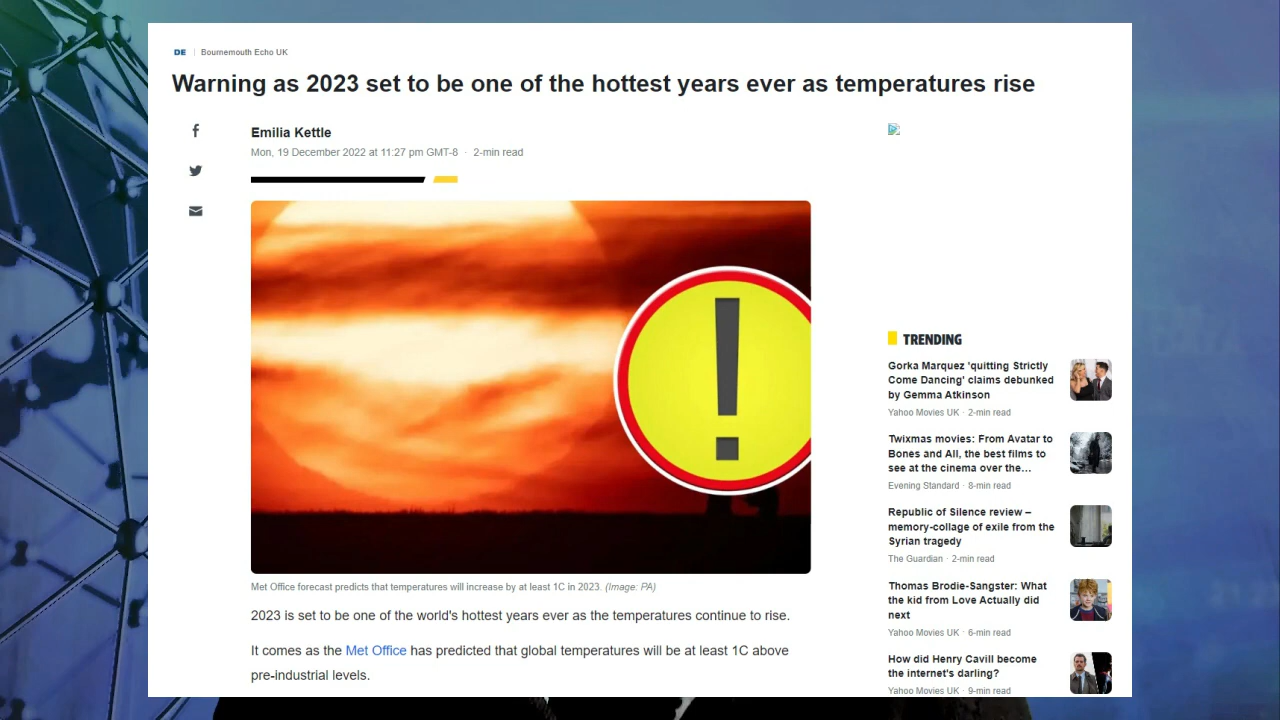 DE | Bournemouth Echo UK
Warning as 2023 set to be one of the hottest years ever as temperatures rise
Emilia Kettle
Mon, 19 December 2022 at 11:27 pm GMT-8 · 2-min read
Met Office forecast predicts that temperatures will increase by at least 1C in 2023. (Image: PA)
2023 is set to be one of the world's hottest years ever as the temperatures continue to rise.
It comes as the Met Office has predicted that global temperatures will be at least 1C above
pre-industrial levels.
TRENDING
Gorka Marquez 'quitting Strictly
Come Dancing' claims debunked
by Gemma Atkinson
Yahoo Movies UK · 2-min read
Twixmas movies: From Avatar to
Bones and All, the best films to
see at the cinema over the…
Evening Standard · 8-min read
Republic of Silence review –
memory-collage of exile from the
Syrian tragedy
The Guardian · 2-min read
Thomas Brodie-Sangster: What
the kid from Love Actually did
next
Yahoo Movies UK · 6-min read
How did Henry Cavill become
the internet's darling?
Yahoo Movies UK · 9-min read